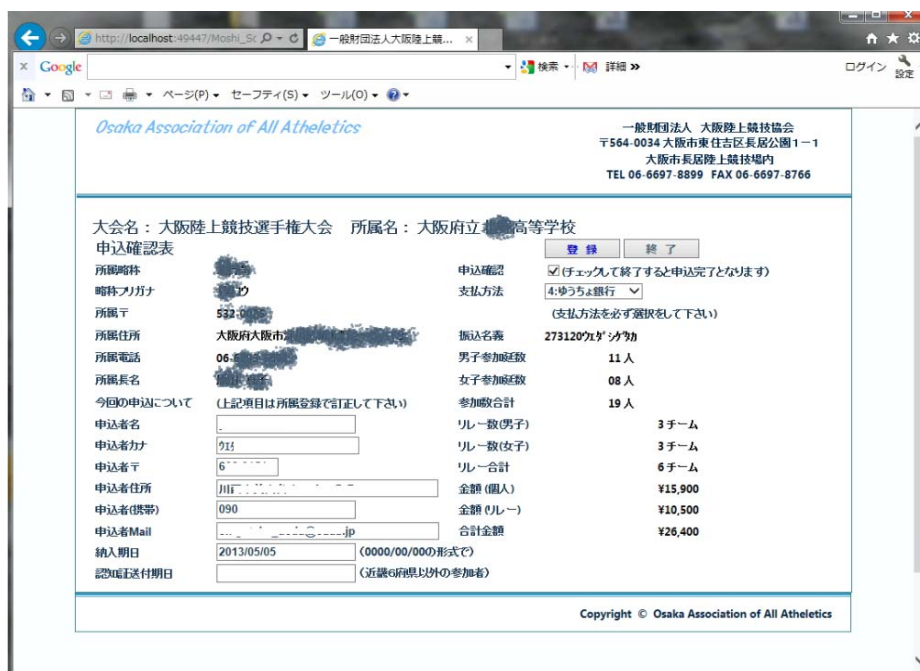 http://localhost:49447/Moshi_Sc
一般財団法人大阪陸上競...
Google
検索
詳細
ログイン
設定
ページ(P) セーフティ(S) ツール(O)
Osaka Association of All Atheletics
一般財団法人 大阪陸上競技協会
〒564-0034 大阪市東住吉区長居公園1-1
大阪市長居陸上競技場内
TEL 06-6697-8899 FAX 06-6697-8766
大会名: 大阪陸上競技選手権大会 所属名: 大阪府立 高等学校
申込確認表
登 録 終 了
所属略称
申込確認 (チェックして終了すると申込完了となります)
略称フリガナ
支払方法 4:ゆうちょ銀行
所属〒 532
(支払方法を必ず選択をして下さい)
所属住所 大阪府大阪市
振込名義 273120ウエダ シゲタカ
所属電話 06
男子参加延数 11 人
所属長名
女子参加延数 08 人
今回の申込について (上記項目は所属登録で訂正して下さい)
参加数合計 19 人
申込者名
リレー数(男子) 3 チーム
申込者カナ
リレー数(女子) 3 チーム
申込者〒 6
リレー合計 6 チーム
申込者住所
金額 (個人) ¥15,900
申込者(携帯) 090
金額 (リレー) ¥10,500
申込者Mail .jp
合計金額 ¥26,400
納入期日 2013/05/05 (0000/00/00の形式で)
認知証送付期日 (近畿6府県以外の参加者)
Copyright © Osaka Association of All Atheletics